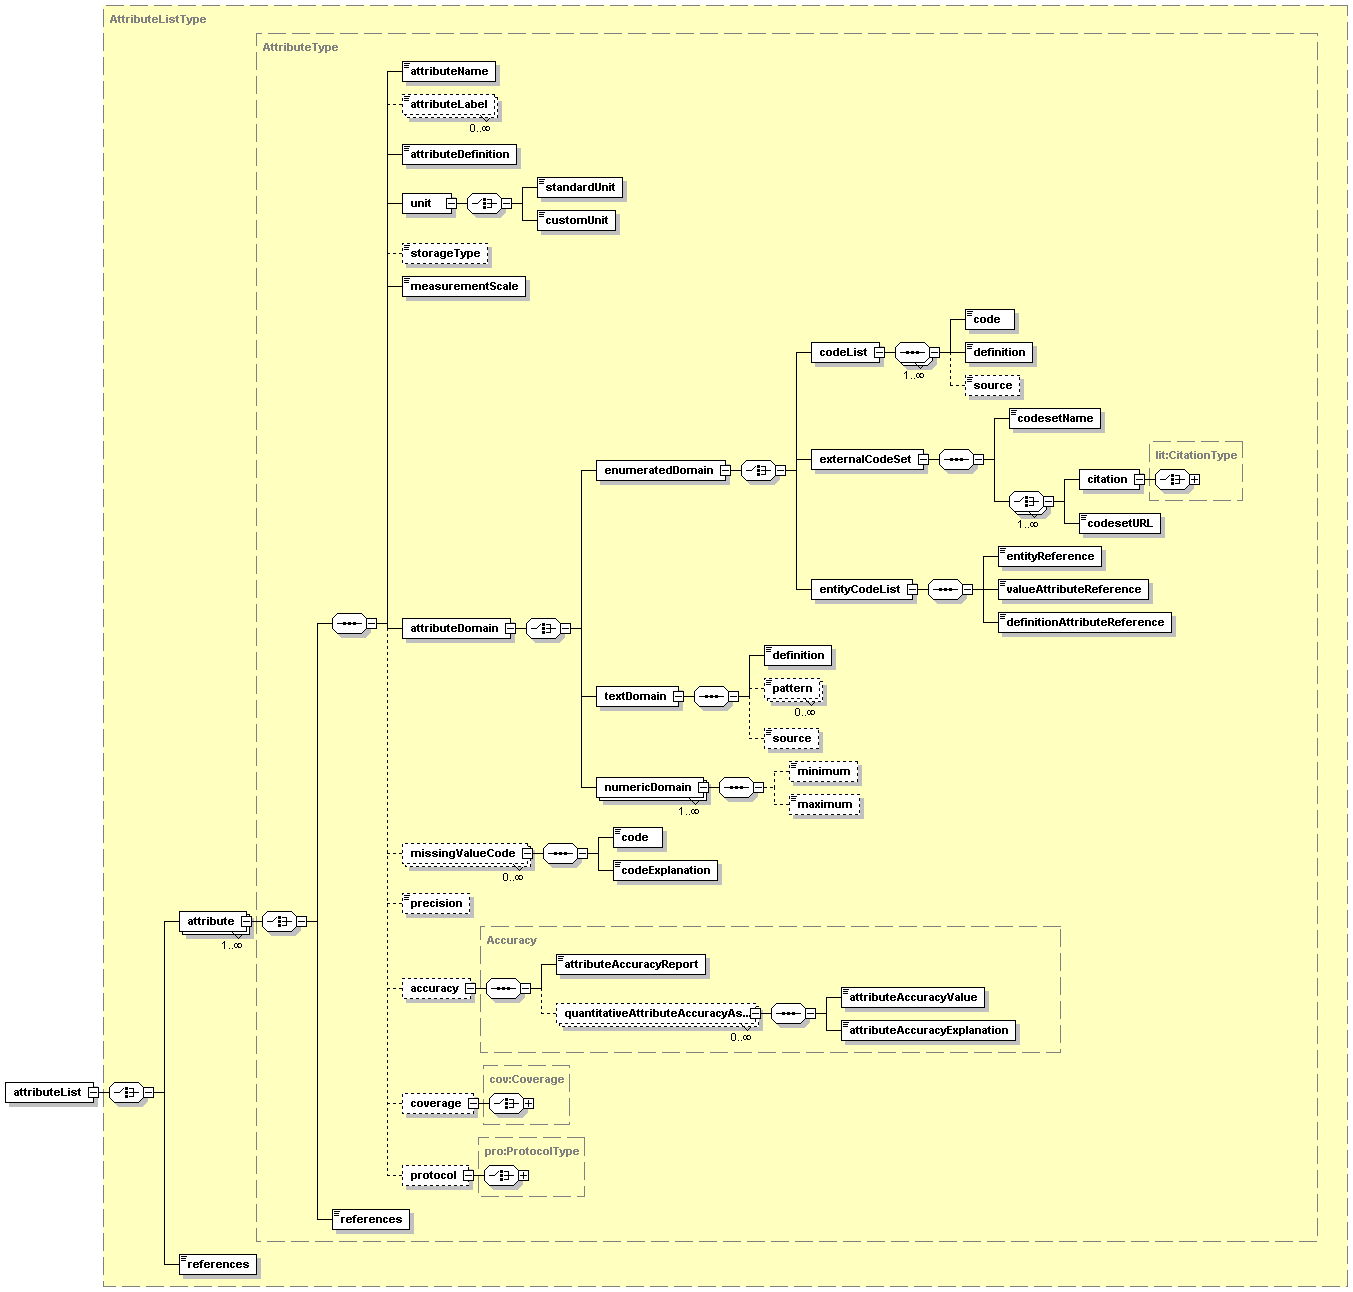 AttributeListType
AttributeType
attributeName
attributeLabel
0..∞
attributeDefinition
unit
standardUnit
customUnit
storageType
measurementScale
attributeDomain
enumeratedDomain
codeList
1..∞
code
definition
source
externalCodeSet
codesetName
1..∞
lit:CitationType
citation
codesetURL
entityCodeList
entityReference
valueAttributeReference
definitionAttributeReference
textDomain
definition
pattern
0..∞
source
numericDomain
1..∞
minimum
maximum
missingValueCode
0..∞
code
codeExplanation
precision
attribute
1..∞
Accuracy
accuracy
attributeAccuracyReport
quantitativeAttributeAccuracyAs...
0..∞
attributeAccuracyValue
attributeAccuracyExplanation
attributeList
cov:Coverage
coverage
pro:ProtocolType
protocol
references
references